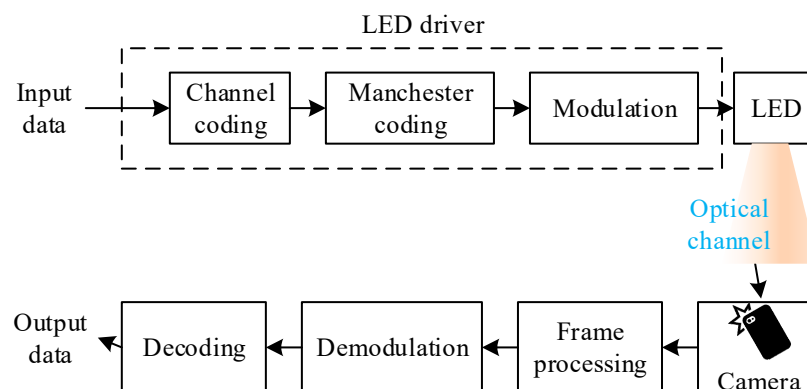 LED driver
Input
data
Channel
coding
Manchester
coding
Modulation
LED
Optical
channel
Output
data
Decoding
Demodulation
Frame
processing
Camera